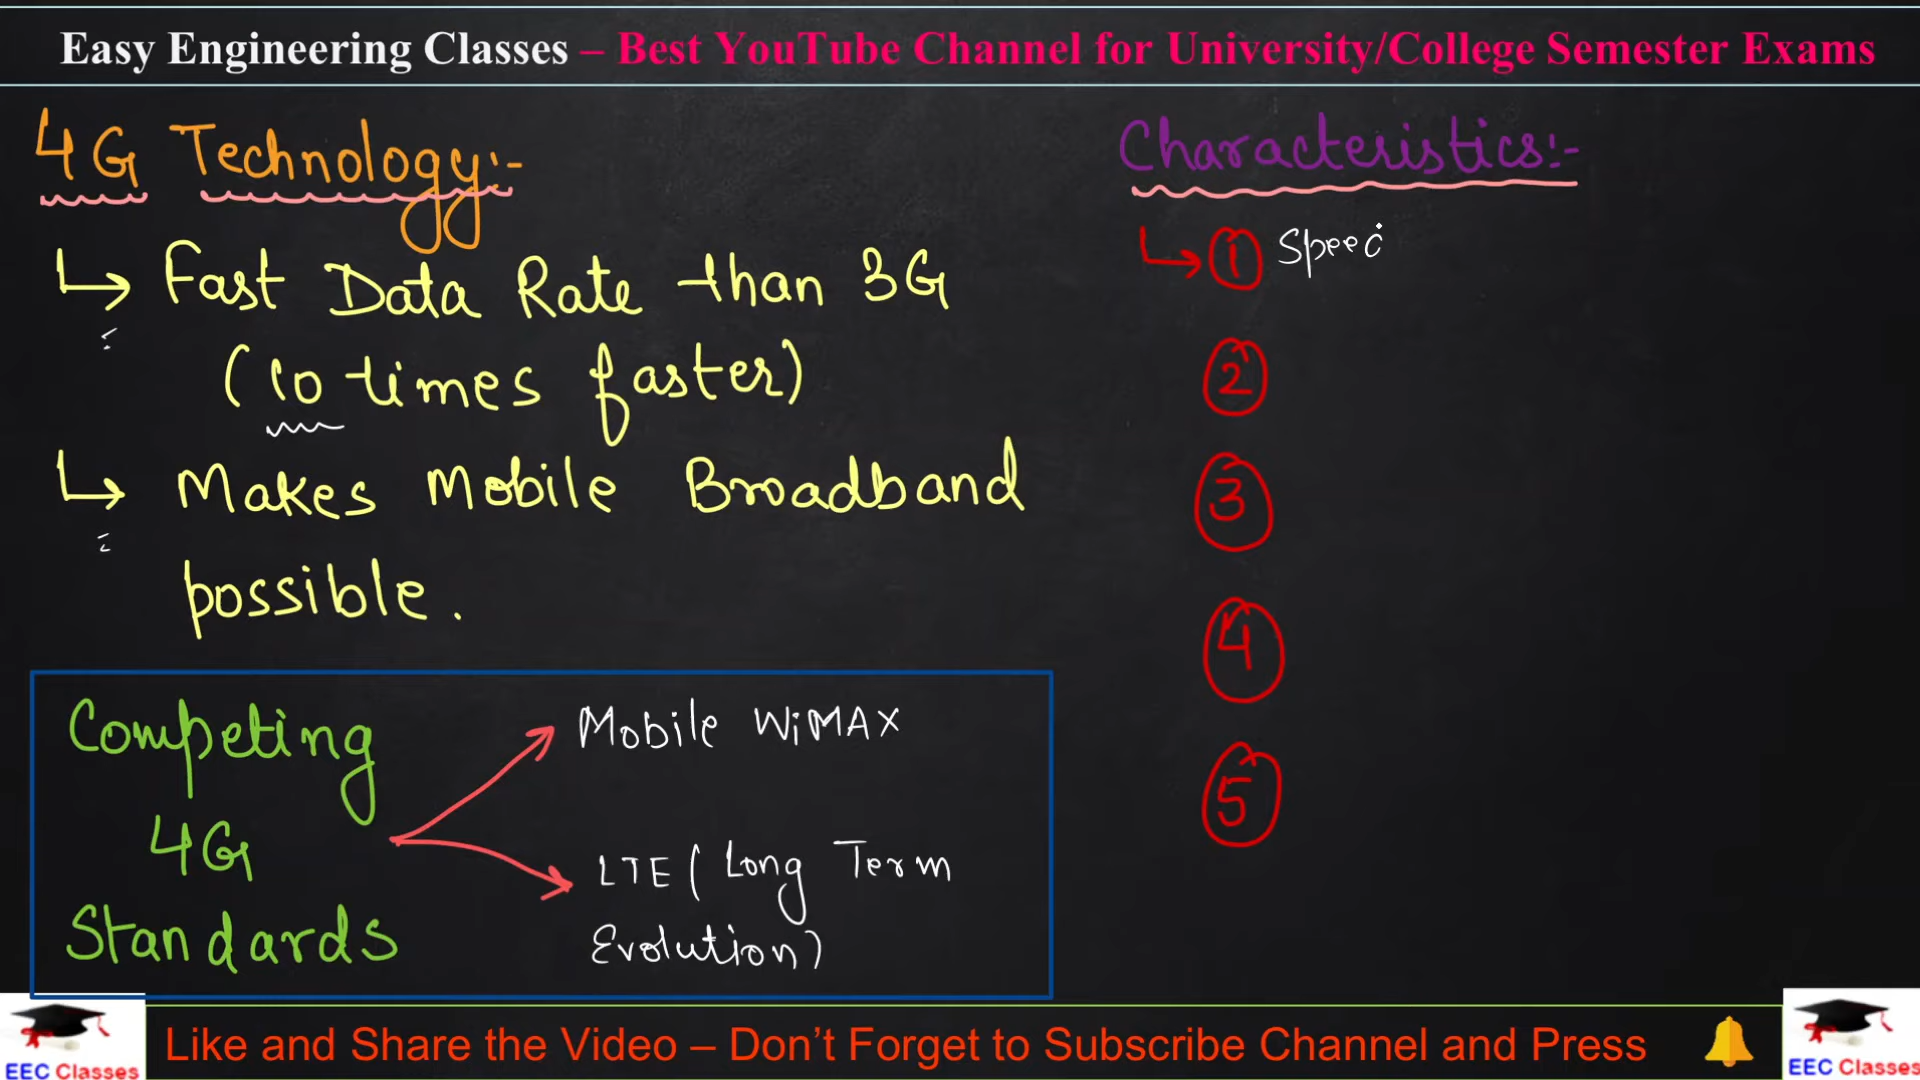 Easy Engineering Classes – Best YouTube Channel for University/College Semester Exams
4G Technology:-
Fast Data Rate than 3G
(10 times faster)
Makes Mobile Broadband
possible.
Competing
4G
Standards
Mobile WiMAX
LTE (Long Term
Evolution)
Characteristics:-
1
2
3
4
5
Like and Share the Video – Don't Forget to Subscribe Channel and Press
EEC Classes
EEC Classes